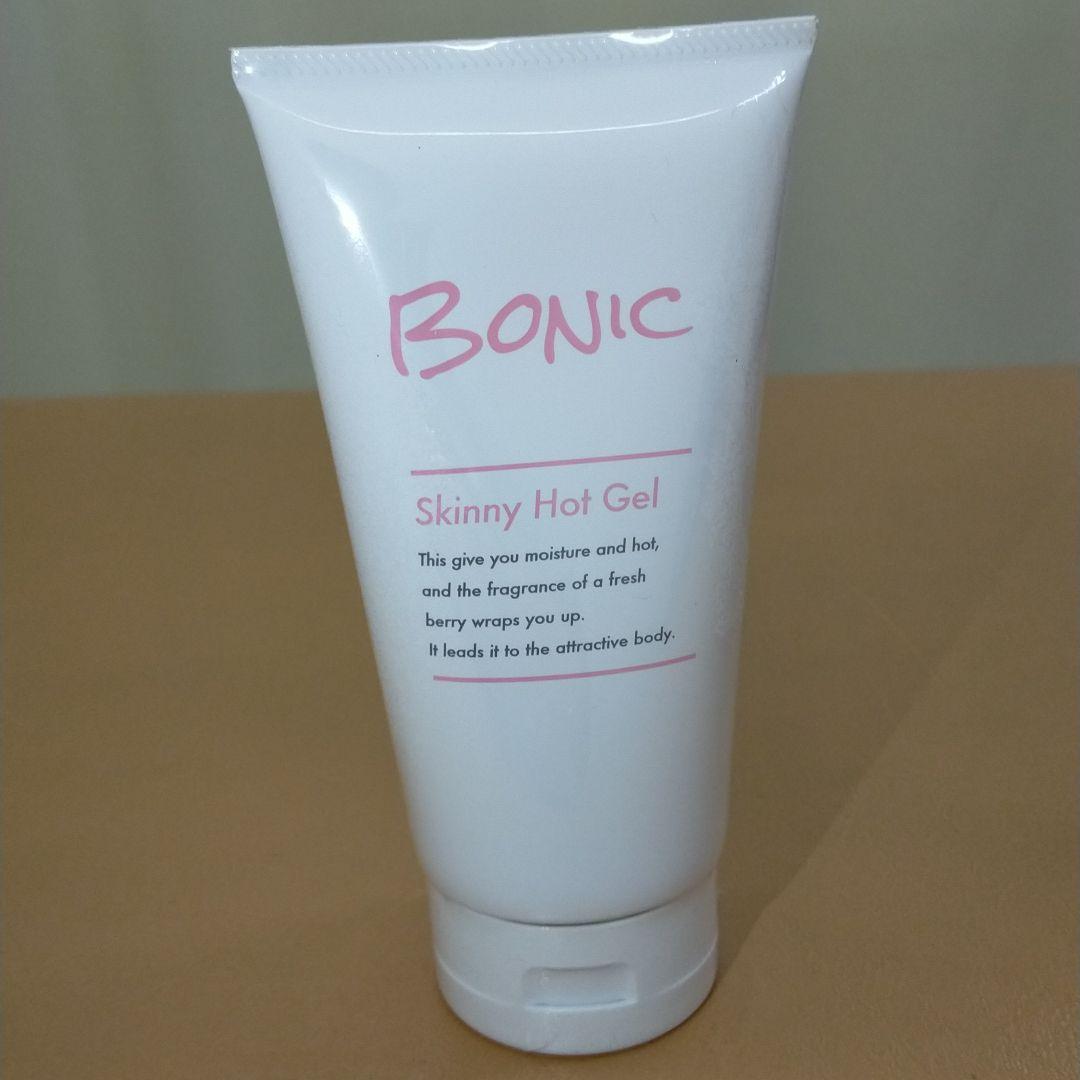 BONIC
Skinny Hot Gel
This give you moisture and hot,
and the fragrance of a fresh
berry wraps you up.
It leads it to the attractive body.